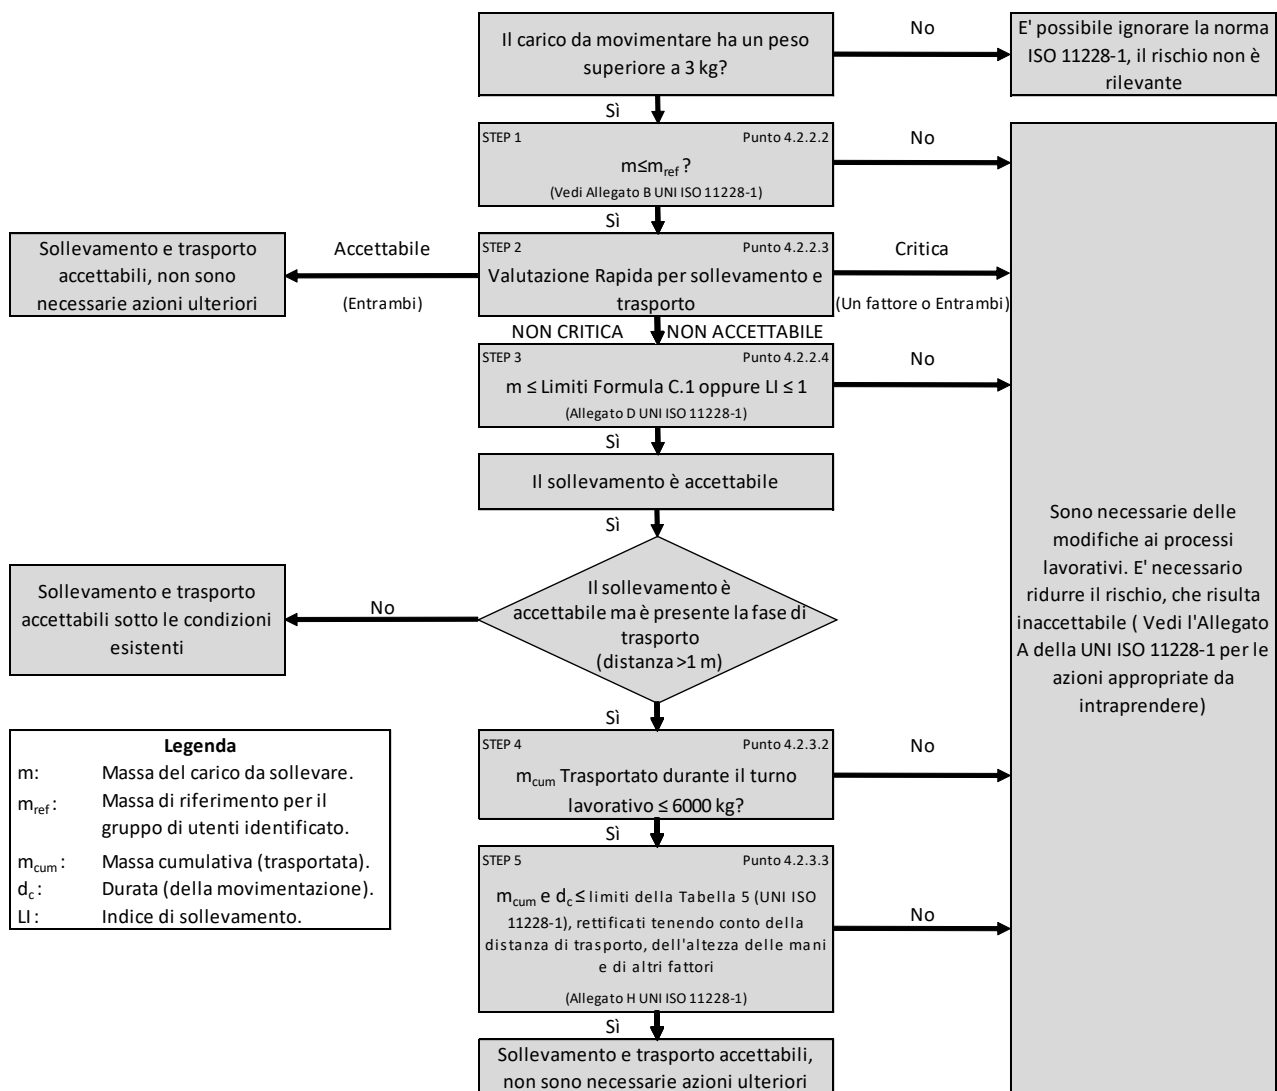 Il carico da movimentare ha un peso
superiore a 3 kg?
No
E' possibile ignorare la norma
ISO 11228-1, il rischio non è
rilevante
Sì
STEP 1 Punto 4.2.2.2
m≤mref ?
(Vedi Allegato B UNI ISO 11228-1)
No
Sì
Sollevamento e trasporto
accettabili, non sono
necessarie azioni ulteriori
Accettabile
(Entrambi)
STEP 2 Punto 4.2.2.3
Valutazione Rapida per sollevamento e
trasporto
Critica
(Un fattore o Entrambi)
NON CRITICA NON ACCETTABILE
STEP 3 Punto 4.2.2.4
m ≤ Limiti Formula C.1 oppure LI ≤ 1
(Allegato D UNI ISO 11228-1)
No
Sì
Il sollevamento è accettabile
Sì
Il sollevamento è
accettabile ma è presente la fase di
trasporto
(distanza >1 m)
No
Sollevamento e trasporto
accettabili sotto le condizioni
esistenti
Sono necessarie delle
modifiche ai processi
lavorativi. E' necessario
ridurre il rischio, che risulta
inaccettabile ( Vedi l'Allegato
A della UNI ISO 11228-1 per le
azioni appropriate da
intraprendere)
Sì
STEP 4 Punto 4.2.3.2
mcum Trasportato durante il turno
lavorativo ≤ 6000 kg?
No
Sì
STEP 5 Punto 4.2.3.3
mcum e dc ≤ limiti della Tabella 5 (UNI ISO
11228-1), rettificati tenendo conto della
distanza di trasporto, dell'altezza delle mani
e di altri fattori
(Allegato H UNI ISO 11228-1)
No
Sì
Sollevamento e trasporto accettabili,
non sono necessarie azioni ulteriori
Legenda
m: Massa del carico da sollevare.
mref : Massa di riferimento per il
gruppo di utenti identificato.
mcum : Massa cumulativa (trasportata).
dc : Durata (della movimentazione).
LI : Indice di sollevamento.